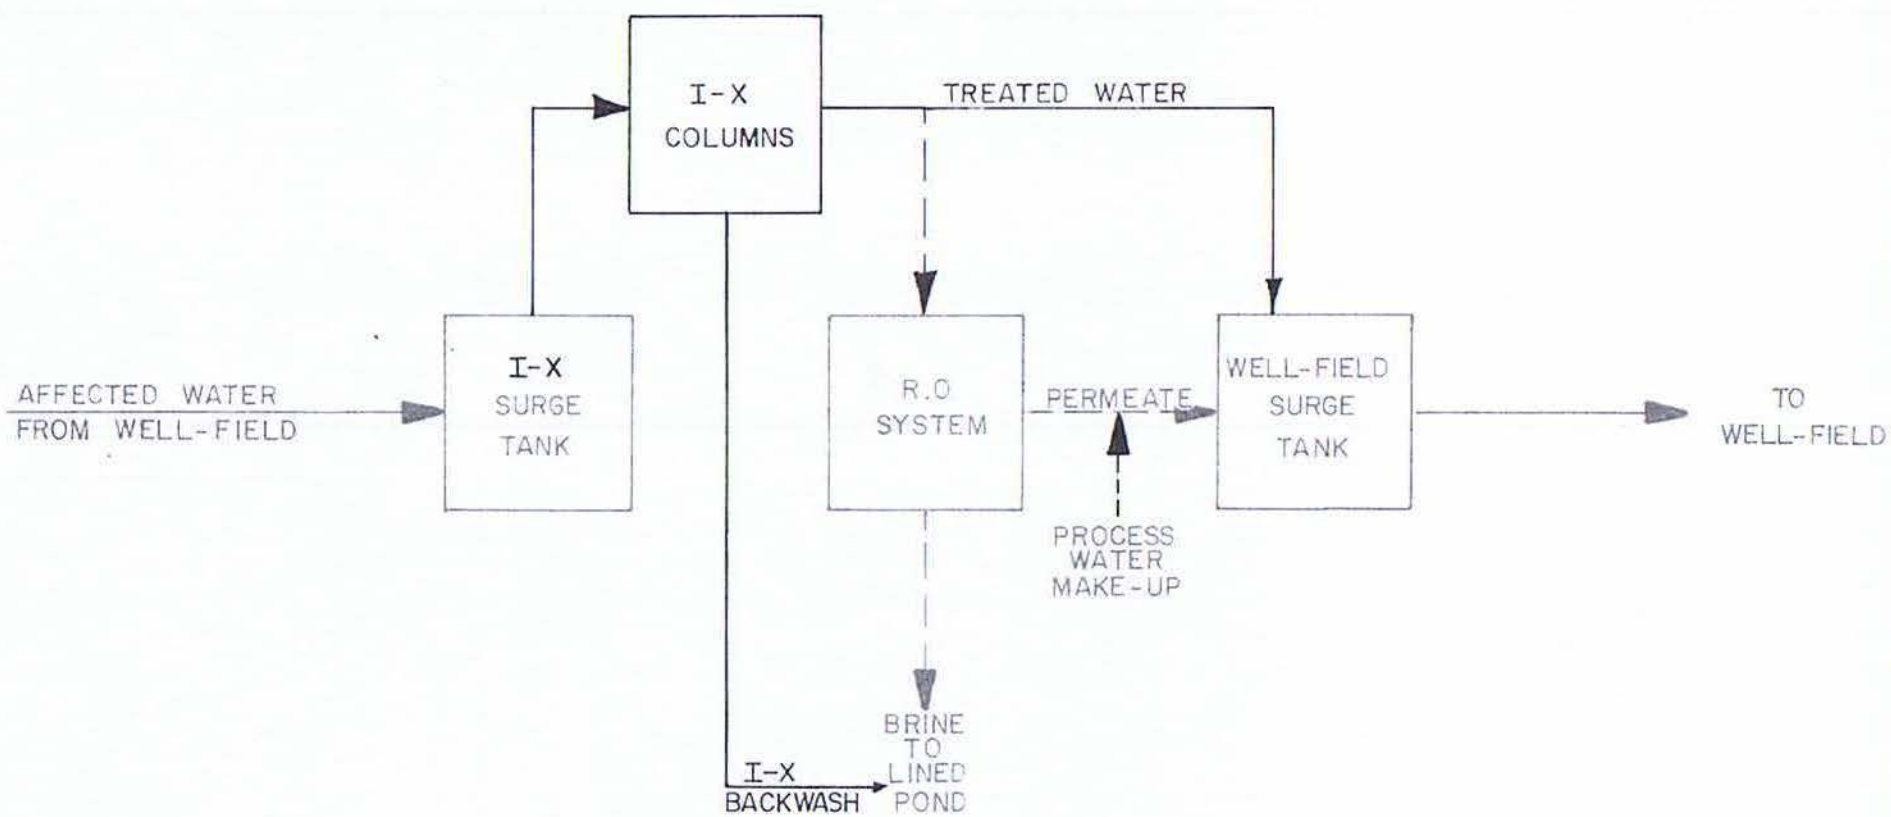 I-X
COLUMNS
TREATED WATER
AFFECTED WATER
FROM WELL-FIELD
I-X
SURGE
TANK
R.O
SYSTEM
PERMEATE
WELL-FIELD
SURGE
TANK
TO
WELL-FIELD
PROCESS
WATER
MAKE-UP
BRINE
TO
LINED
POND
I-X
BACKWASH